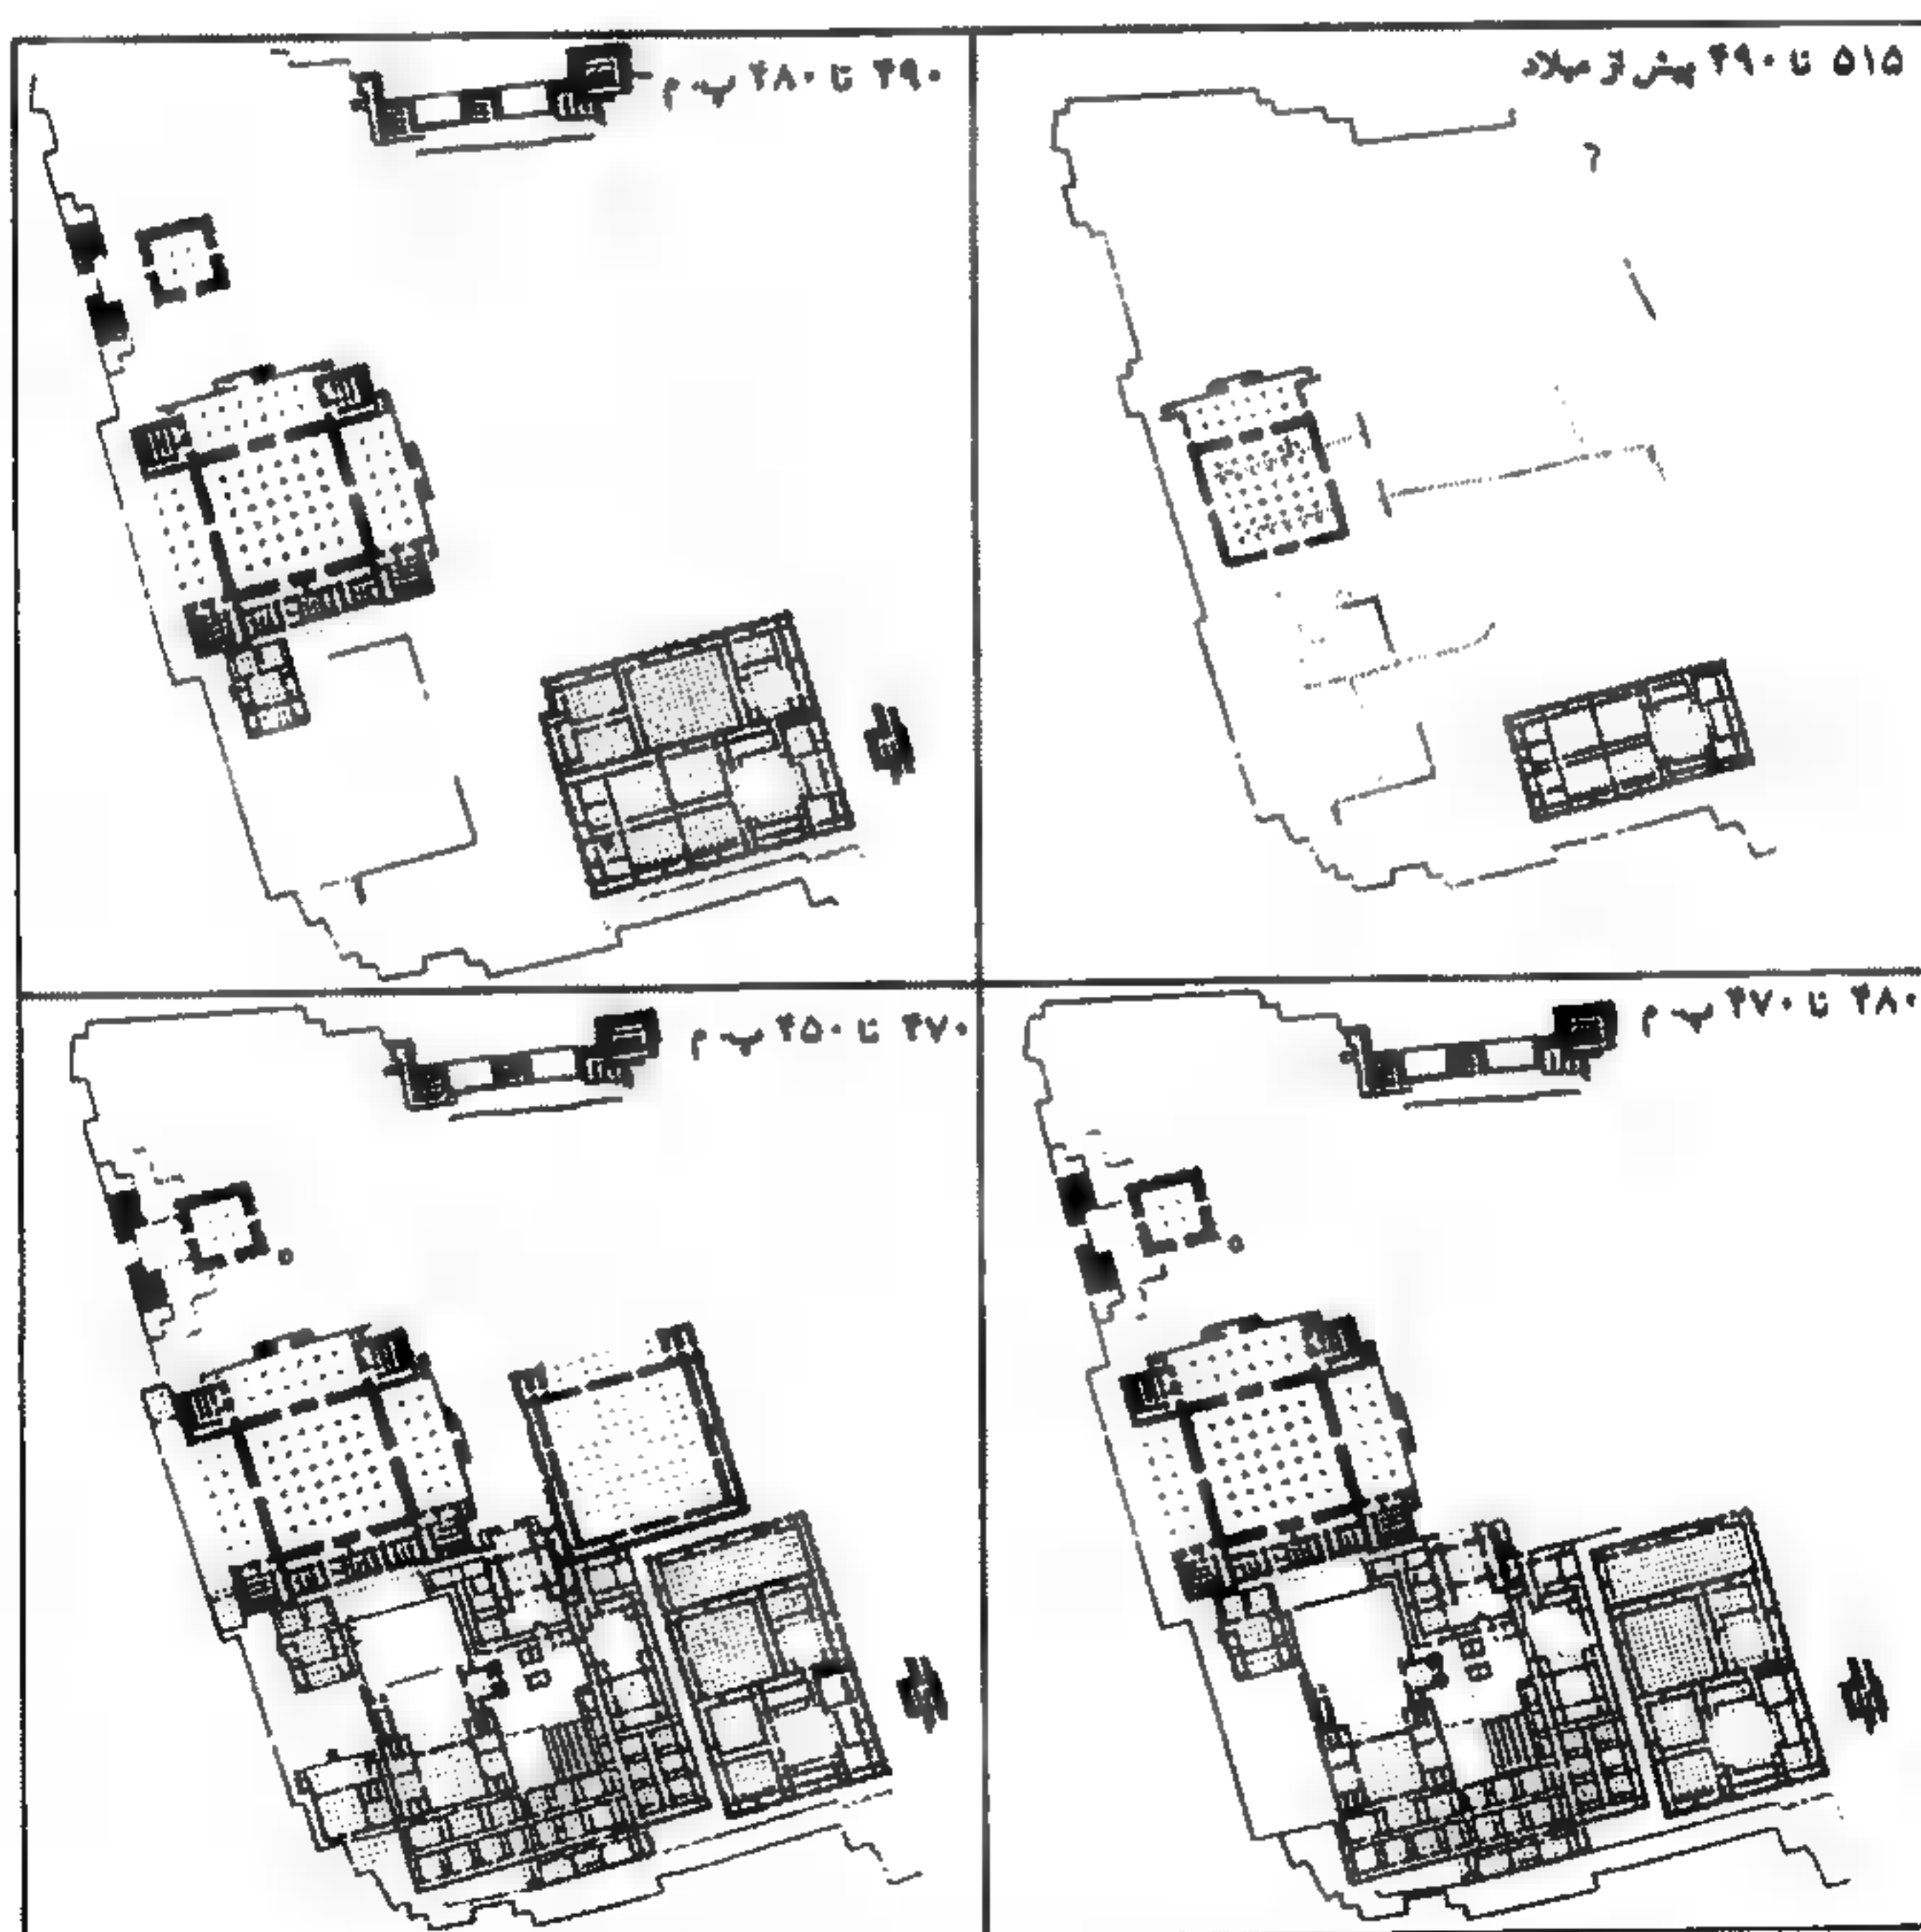 ۵۱۵ تا ۴۹۰ پیش از میلاد
?
۴۹۰ تا ۴۸۰ پ م
۴۸۰ تا ۴۷۰ پ م
۴۷۰ تا ۴۵۰ پ م